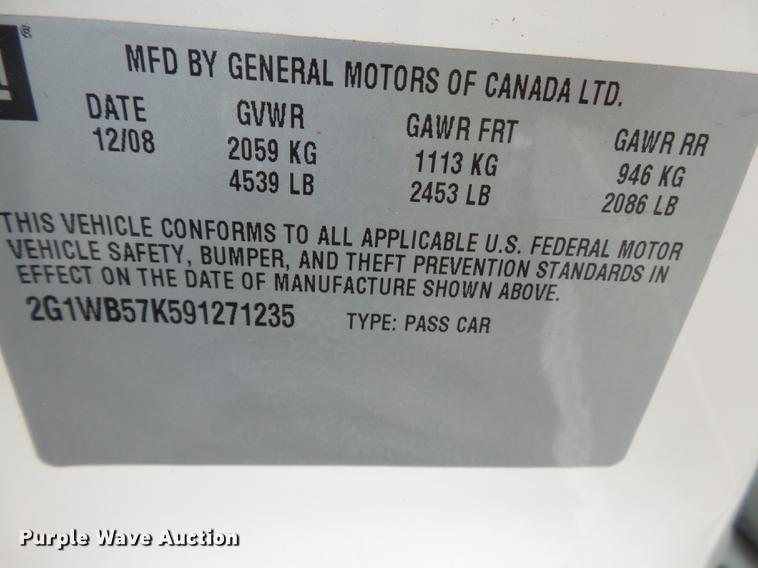 ®
MFD BY GENERAL MOTORS OF CANADA LTD.
DATE GVWR GAWR FRT GAWR RR
12/08 2059 KG 1113 KG 946 KG
4539 LB 2453 LB 2086 LB
THIS VEHICLE CONFORMS TO ALL APPLICABLE U.S. FEDERAL MOTOR
VEHICLE SAFETY, BUMPER, AND THEFT PREVENTION STANDARDS IN
EFFECT ON THE DATE OF MANUFACTURE SHOWN ABOVE.
2G1WB57K591271235 TYPE: PASS CAR
Purple Wave Auction